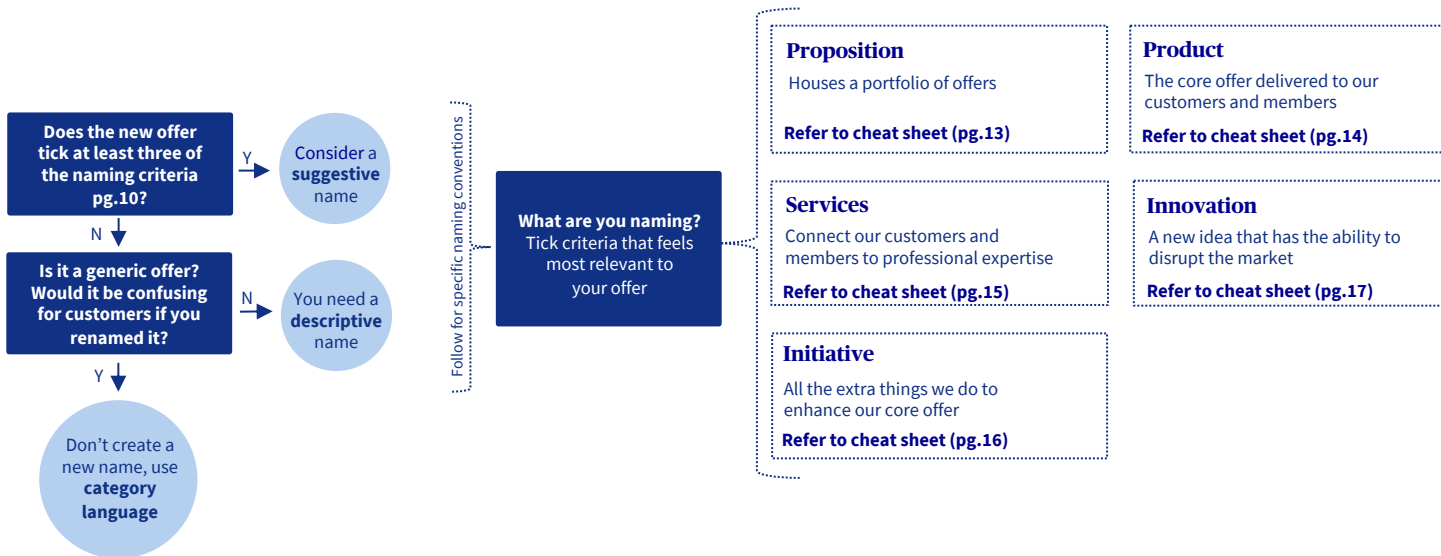 Does the new offer
tick at least three of
the naming criteria
pg.10?
Y
Consider a
suggestive
name
N
Is it a generic offer?
Would it be confusing
for customers if you
renamed it?
N
You need a
descriptive
name
Y
Don’t create a
new name, use
category
language
Follow for specific naming conventions
What are you naming?
Tick criteria that feels
most relevant to
your offer
Proposition
Houses a portfolio of offers
Refer to cheat sheet (pg.13)
Product
The core offer delivered to our
customers and members
Refer to cheat sheet (pg.14)
Services
Connect our customers and
members to professional expertise
Refer to cheat sheet (pg.15)
Innovation
A new idea that has the ability to
disrupt the market
Refer to cheat sheet (pg.17)
Initiative
All the extra things we do to
enhance our core offer
Refer to cheat sheet (pg.16)